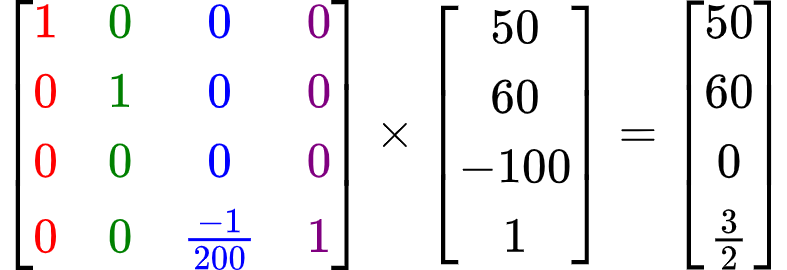 [1 0 0 0] [50] [50]
[0 1 0 0] [60] [60]
[0 0 0 0] × [−100] = [0]
[0 0 −1/200 1] [1] [3/2]